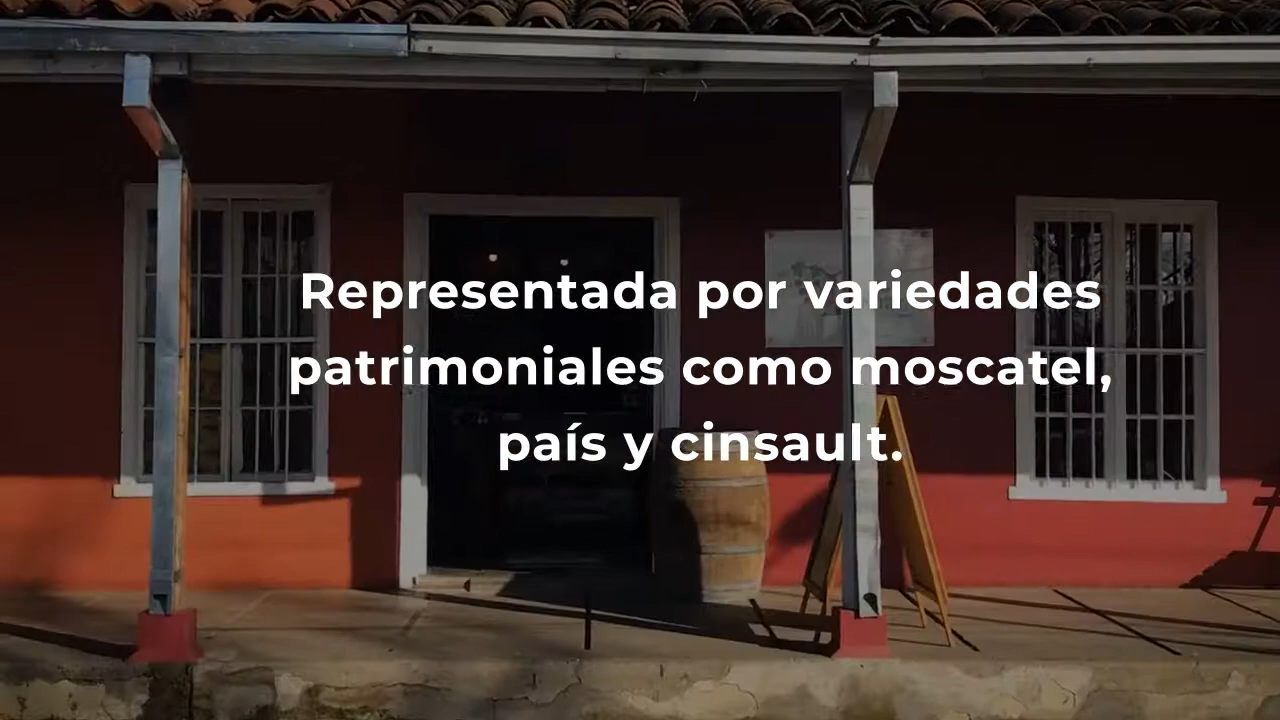 Representada por variedades
patrimoniales como moscatel,
país y cinsault.